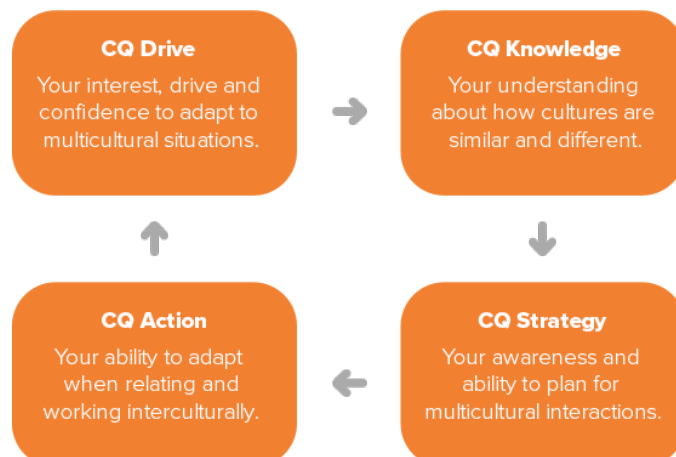 CQ Drive
Your interest, drive and
confidence to adapt to
multicultural situations.
CQ Knowledge
Your understanding
about how cultures are
similar and different.
CQ Action
Your ability to adapt
when relating and
working interculturally.
CQ Strategy
Your awareness and
ability to plan for
multicultural interactions.